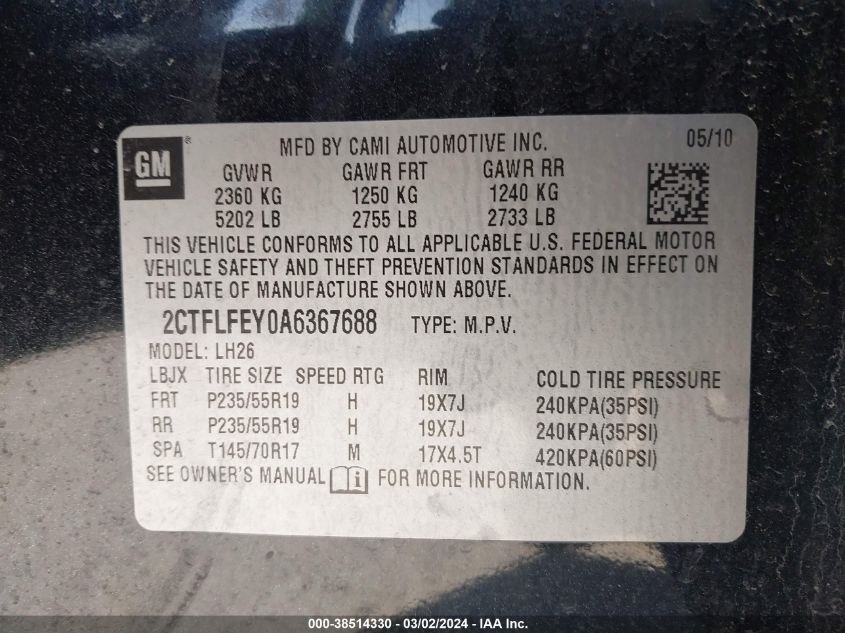 GM ®
MFD BY CAMI AUTOMOTIVE INC. 05/10
GVWR GAWR FRT GAWR RR
2360 KG 1250 KG 1240 KG
5202 LB 2755 LB 2733 LB
THIS VEHICLE CONFORMS TO ALL APPLICABLE U.S. FEDERAL MOTOR
VEHICLE SAFETY AND THEFT PREVENTION STANDARDS IN EFFECT ON
THE DATE OF MANUFACTURE SHOWN ABOVE.
2CTFLFEY0A6367688 TYPE: M.P.V.
MODEL: LH26
LBJX TIRE SIZE SPEED RTG RIM COLD TIRE PRESSURE
FRT P235/55R19 H 19X7J 240KPA(35PSI)
RR P235/55R19 H 19X7J 240KPA(35PSI)
SPA T145/70R17 M 17X4.5T 420KPA(60PSI)
SEE OWNER'S MANUAL i FOR MORE INFORMATION.
000-38514330 - 03/02/2024 - IAA Inc.